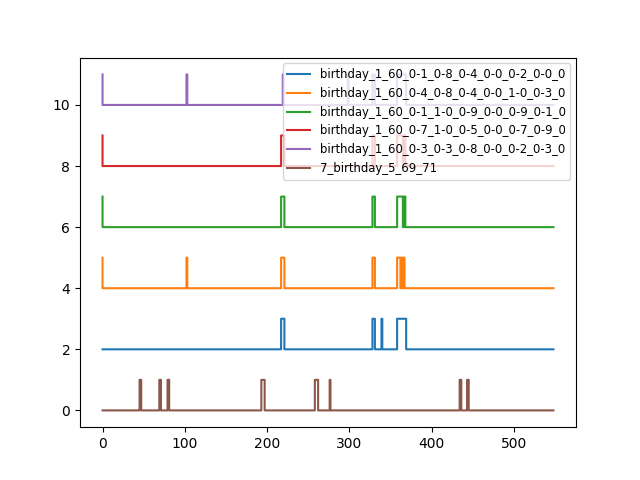 birthday_1_60_0-1_0-8_0-4_0-0_0-2_0-0_0
birthday_1_60_0-4_0-8_0-4_0-0_1-0_0-3_0
birthday_1_60_0-1_1-0_0-9_0-0_0-9_0-1_0
birthday_1_60_0-7_1-0_0-5_0-0_0-7_0-9_0
birthday_1_60_0-3_0-3_0-8_0-0_0-2_0-3_0
7_birthday_5_69_71
10
8
6
4
2
0
0 100 200 300 400 500